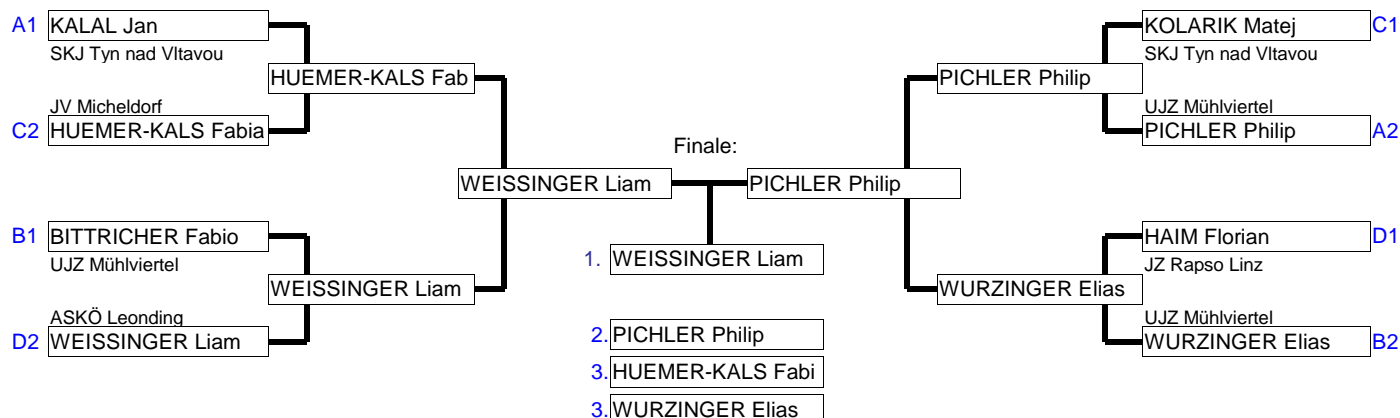 A1 KALAL Jan
SKJ Tyn nad Vltavou
HUEMER-KALS Fab
JV Micheldorf
C2 HUEMER-KALS Fabia
WEISSINGER Liam
B1 BITTRICHER Fabio
UJZ Mühlviertel
WEISSINGER Liam
ASKÖ Leonding
D2 WEISSINGER Liam
Finale:
1. WEISSINGER Liam
2. PICHLER Philip
3. HUEMER-KALS Fabi
3. WURZINGER Elias
KOLARIK Matej C1
SKJ Tyn nad Vltavou
PICHLER Philip
UJZ Mühlviertel
PICHLER Philip A2
PICHLER Philip
HAIM Florian D1
JZ Rapso Linz
WURZINGER Elias
UJZ Mühlviertel
WURZINGER Elias B2